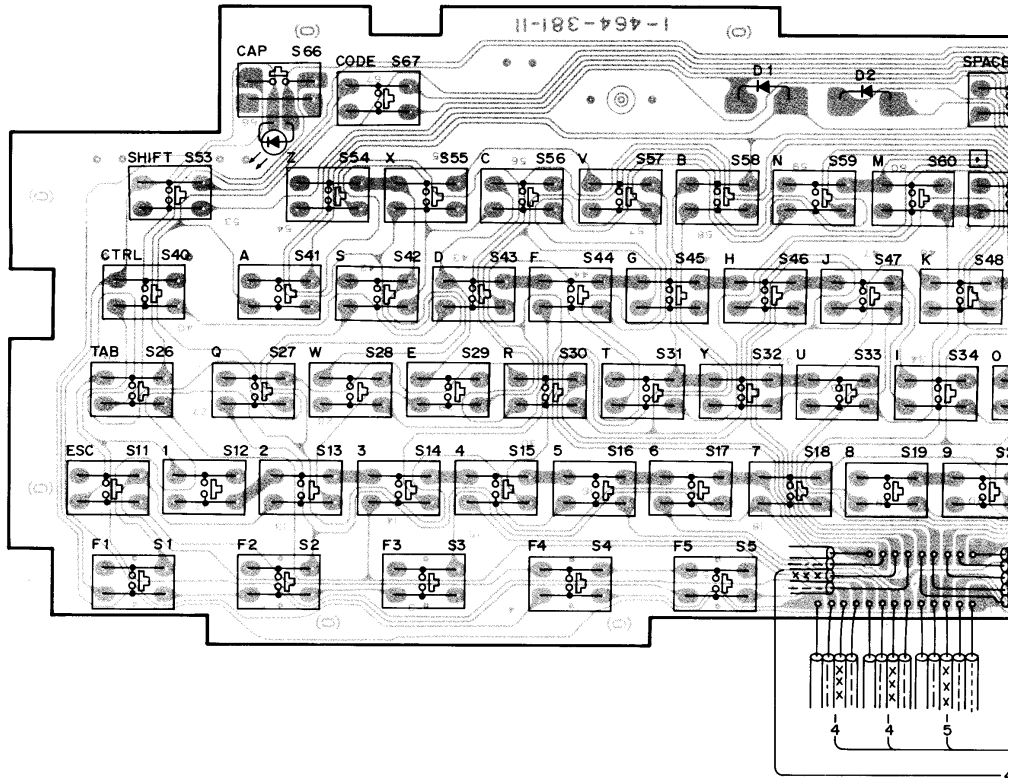 1-464-381-11
CAP S66
CODE S67
D1
D2
SPACE
SHIFT S53
Z S54
X S55
C S56
V S57
B S58
N S59
M S60
CTRL S40
A S41
S S42
D S43
F S44
G S45
H S46
J S47
K S48
TAB S26
Q S27
W S28
E S29
R S30
T S31
Y S32
U S33
I S34
O
ESC S11
1 S12
2 S13
3 S14
4 S15
5 S16
6 S17
7 S18
8 S19
9
F1 S1
F2 S2
F3 S3
F4 S4
F5 S5
4
4
5